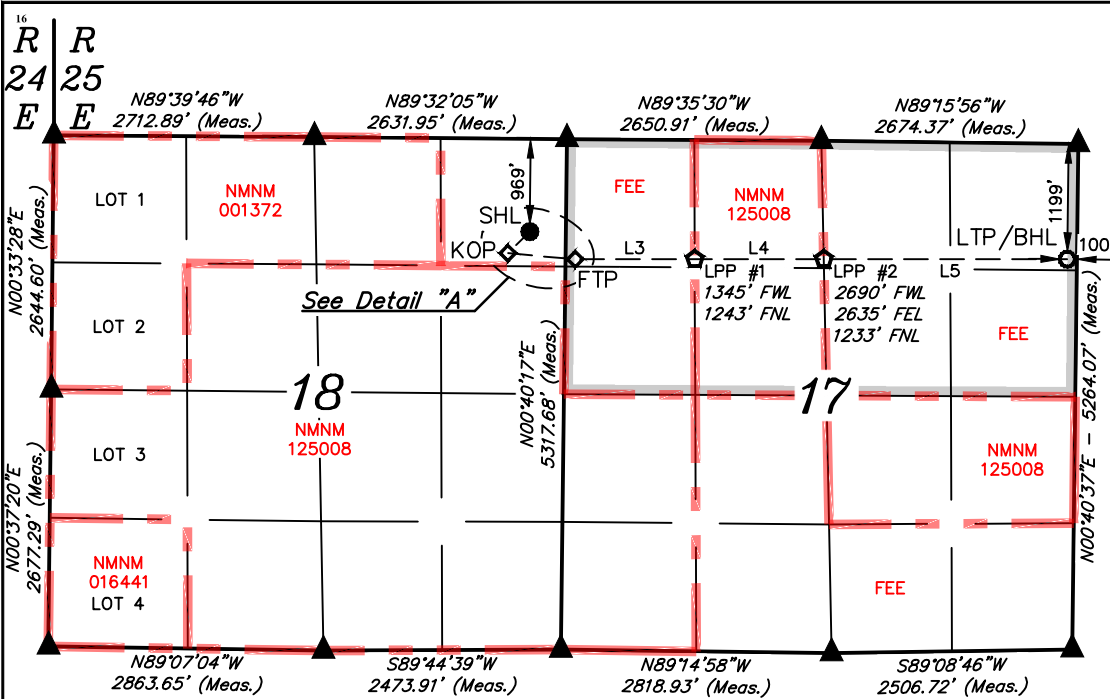 16
R R
24 25
E E
N89°39'46"W
2712.89' (Meas.)
N89°32'05"W
2631.95' (Meas.)
N89°35'30"W
2650.91' (Meas.)
N89°15'56"W
2674.37' (Meas.)
LOT 1
NMNM
001372
969'
SHL
KOP
FTP
FEE
NMNM
125008
1199'
LTP/BHL
100
L3
L4
L5
LPP #1
1345' FWL
1243' FNL
LPP #2
2690' FWL
2635' FEL
1233' FNL
See Detail "A"
N00°33'28"E
2644.60' (Meas.)
LOT 2
FEE
18
NMNM
125008
N00°40'17"E
5317.68' (Meas.)
17
LOT 3
NMNM
125008
N00°40'37"E - 5264.07' (Meas.)
N00°37'20"E
2677.29' (Meas.)
NMNM
016441
LOT 4
FEE
N89°07'04"W
2863.65' (Meas.)
S89°44'39"W
2473.91' (Meas.)
N89°14'58"W
2818.93' (Meas.)
S89°08'46"W
2506.72' (Meas.)